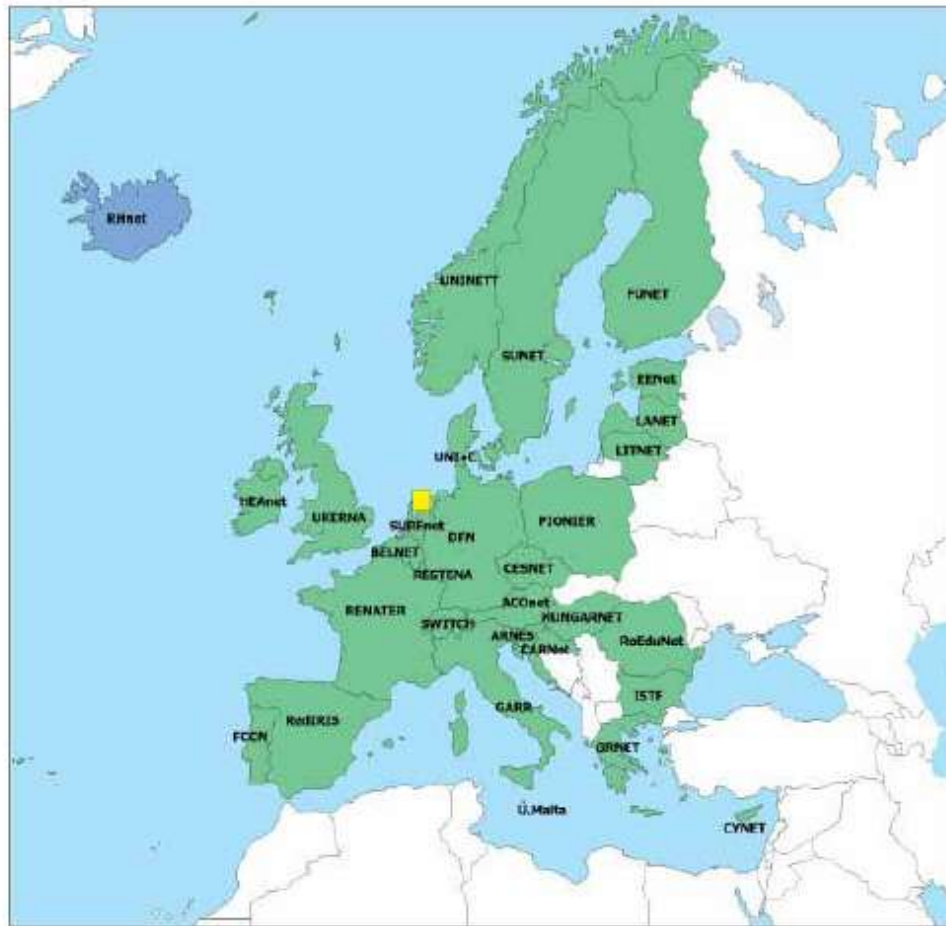 RHnet
UNINETT
FUNET
SUNET
EENet
LANET
LITNET
UNI•C
HEAnet
UKERNA
SURFnet
DFN
PIONIER
BELNET
RESTENA
CESNET
ACOnet
RENATER
SWITCH
HUNGARNET
ARNES
CARNet
RoEduNet
RedIRIS
GARR
ISTF
FCCN
GRNET
U.Malta
CYNET